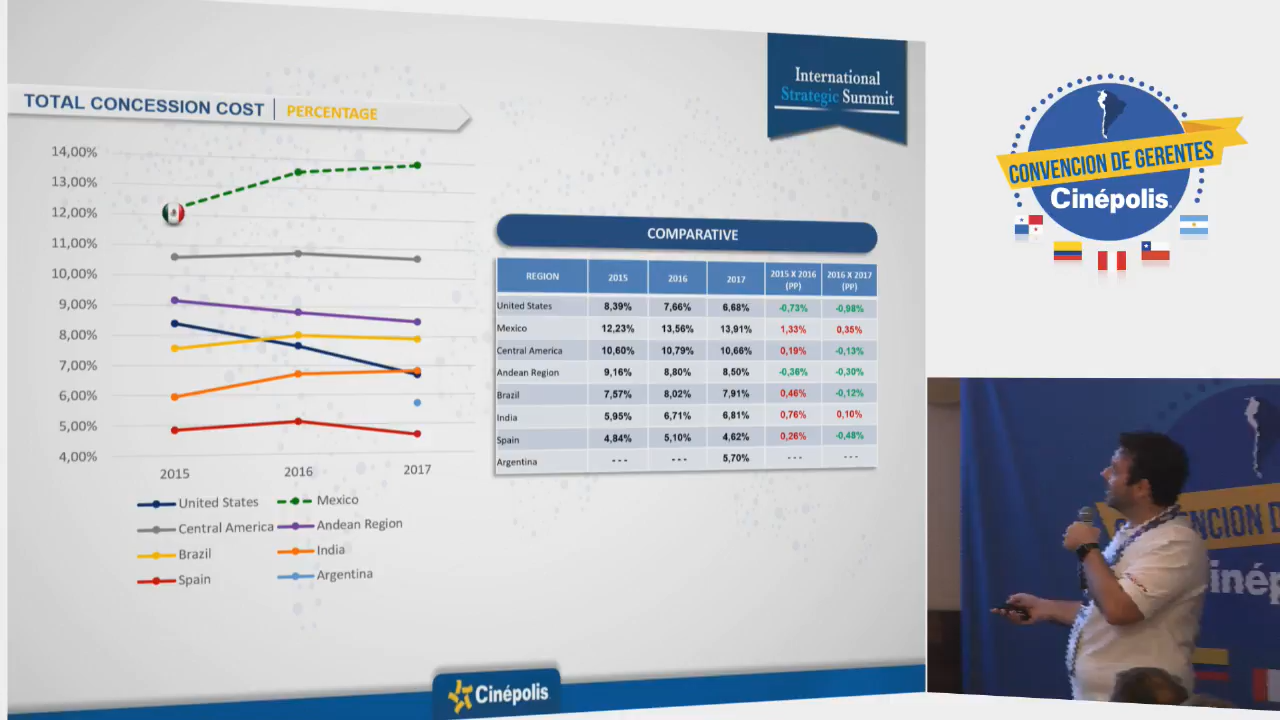 International
Strategic Summit
TOTAL CONCESSION COST | PERCENTAGE
14,00%
13,00%
12,00%
11,00%
10,00%
9,00%
8,00%
7,00%
6,00%
5,00%
4,00%
2015 2016 2017
United States Mexico
Central America Andean Region
Brazil India
Spain Argentina
COMPARATIVE
REGION 2015 2016 2017 2015 X 2016 (PP) 2016 X 2017 (PP)
United States 8,39% 7,66% 6,68% -0,73% -0,98%
Mexico 12,23% 13,56% 13,91% 1,33% 0,35%
Central America 10,60% 10,79% 10,66% 0,19% -0,13%
Andean Region 9,16% 8,80% 8,50% -0,36% -0,30%
Brazil 7,57% 8,02% 7,91% 0,46% -0,12%
India 5,95% 6,71% 6,81% 0,76% 0,10%
Spain 4,84% 5,10% 4,62% 0,26% -0,48%
Argentina - - - - - - 5,70% - - - - - -
Cinépolis
CONVENCION DE GERENTES
Cinépolis
NCION D
inép